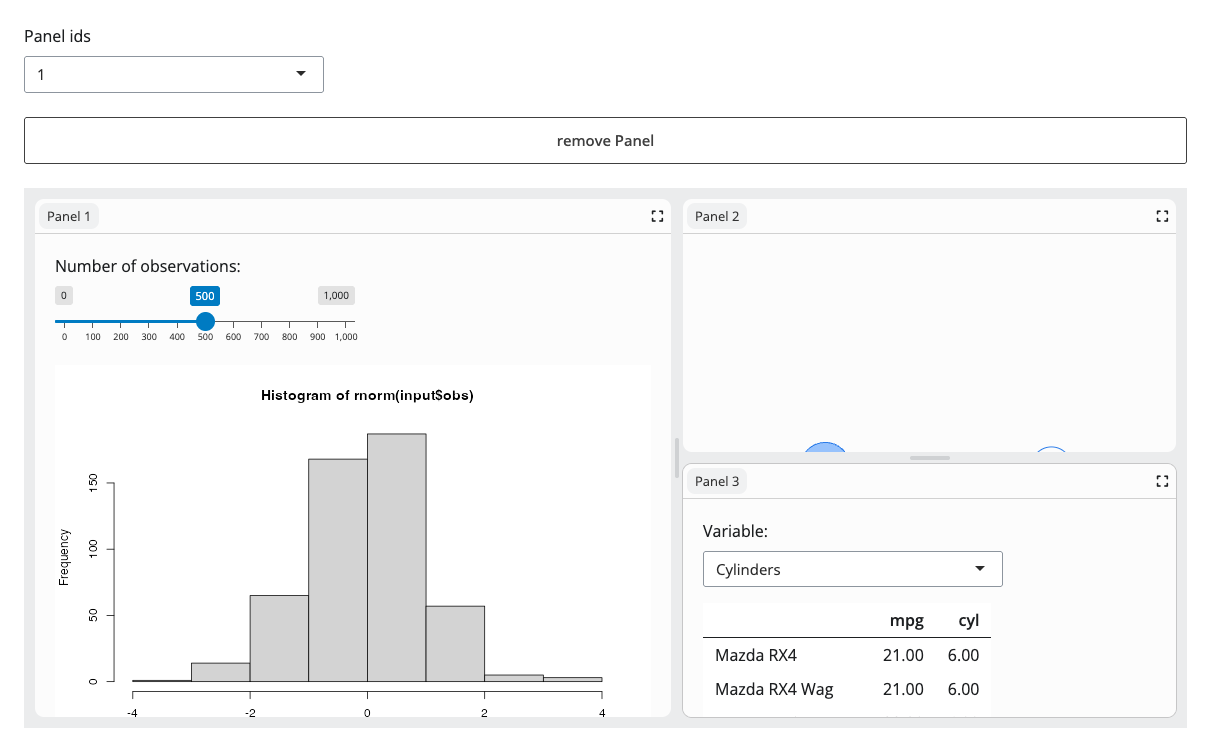 Panel ids
1
remove Panel
Panel 1
Number of observations:
0 500 1,000
0 100 200 300 400 500 600 700 800 900 1,000
Histogram of rnorm(input$obs)
Frequency
150
100
50
0
-4 -2 0 2 4
Panel 2
Panel 3
Variable:
Cylinders
mpg cyl
Mazda RX4 21.00 6.00
Mazda RX4 Wag 21.00 6.00